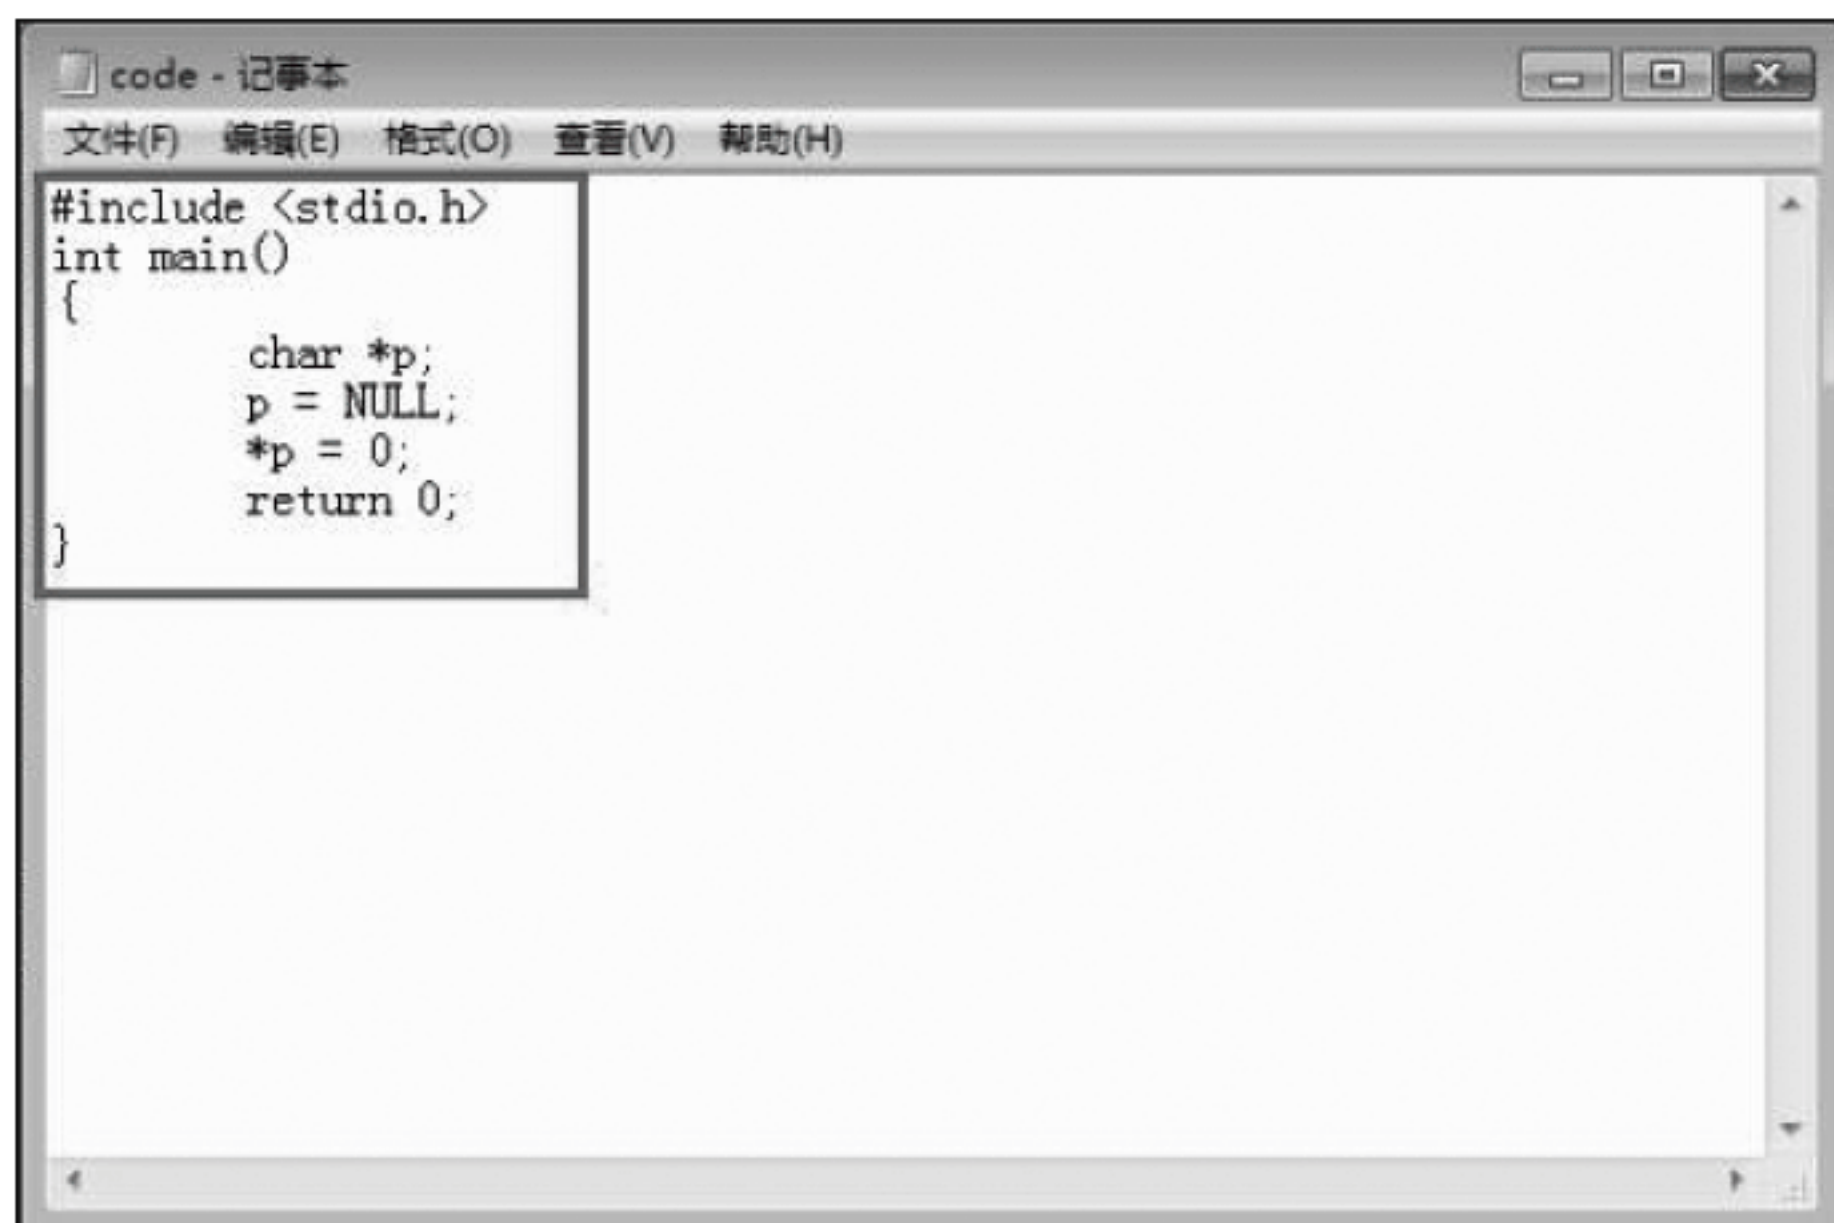 code - 记事本
文件(F) 编辑(E) 格式(O) 查看(V) 帮助(H)
#include <stdio.h>
int main()
{
        char *p;
        p = NULL;
        *p = 0;
        return 0;
}